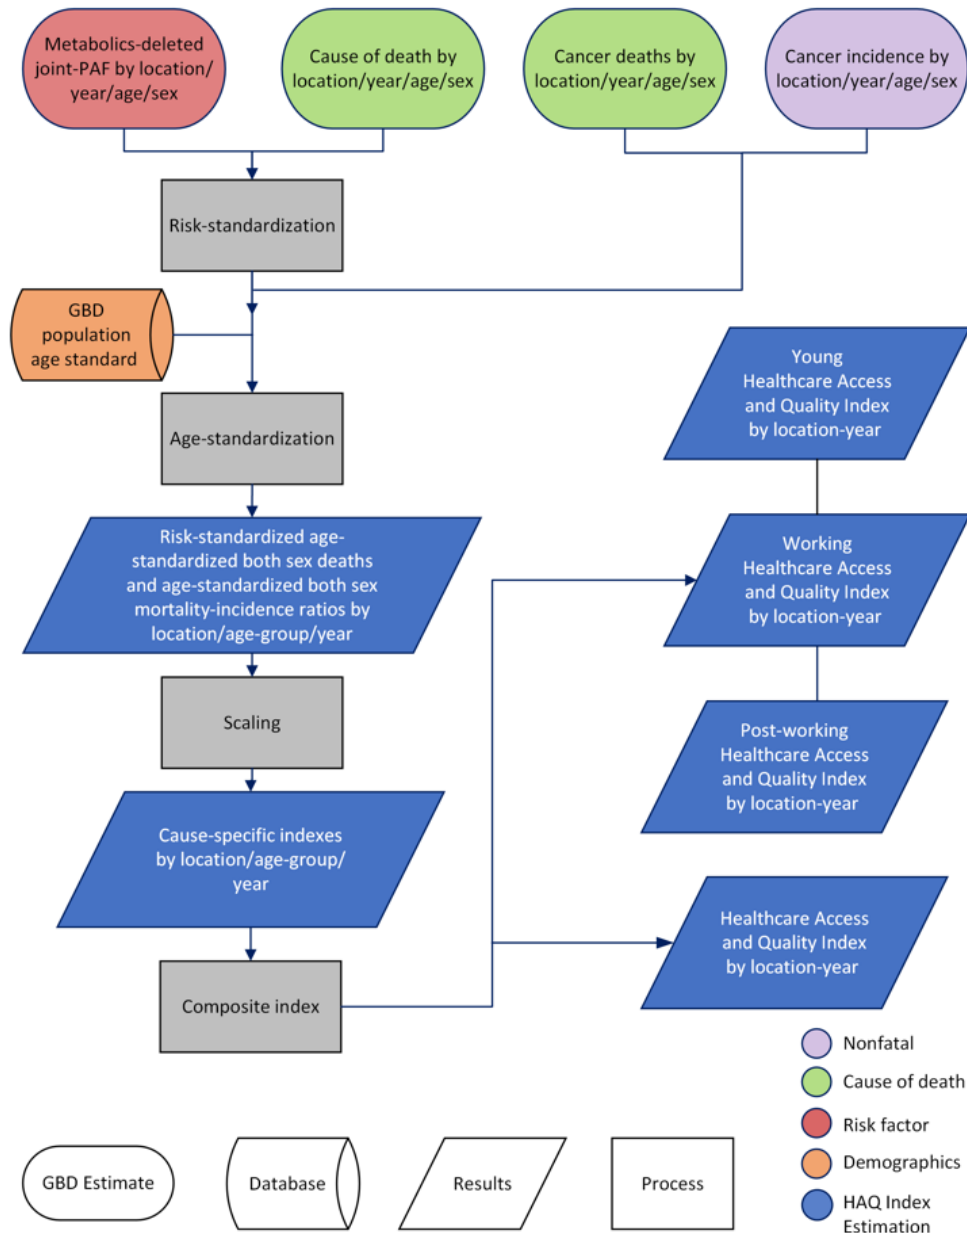 Metabolics-deleted
joint-PAF by location/
year/age/sex
Cause of death by
location/year/age/sex
Cancer deaths by
location/year/age/sex
Cancer incidence by
location/year/age/sex
Risk-standardization
GBD
population
age standard
Age-standardization
Risk-standardized age-
standardized both sex deaths
and age-standardized both sex
mortality-incidence ratios by
location/age-group/year
Scaling
Cause-specific indexes
by location/age-group/
year
Composite index
Young
Healthcare Access
and Quality Index
by location-year
Working
Healthcare Access
and Quality Index
by location-year
Post-working
Healthcare Access
and Quality Index
by location-year
Healthcare Access
and Quality Index
by location-year
Nonfatal
Cause of death
Risk factor
Demographics
HAQ Index
Estimation
GBD Estimate
Database
Results
Process